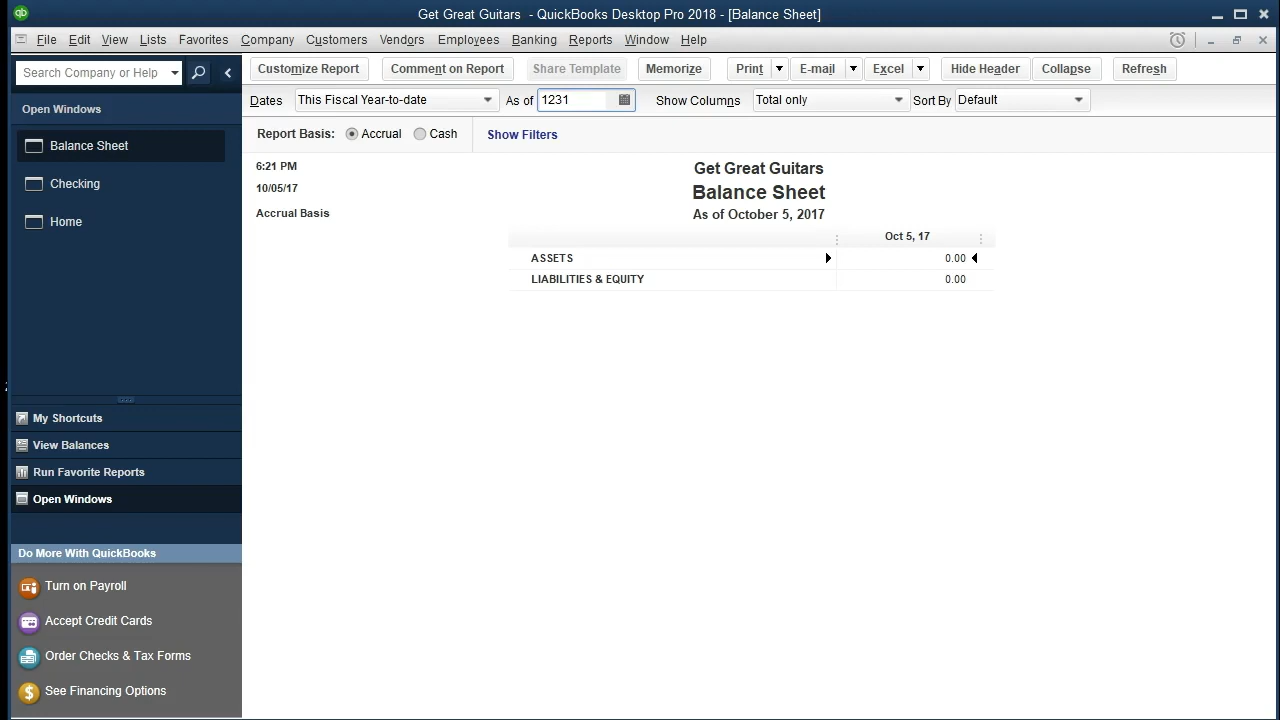 qb Get Great Guitars - QuickBooks Desktop Pro 2018 - [Balance Sheet]
File Edit View Lists Favorites Company Customers Vendors Employees Banking Reports Window Help
Search Company or Help
Customize Report Comment on Report Share Template Memorize Print E-mail Excel Hide Header Collapse Refresh
Dates This Fiscal Year-to-date As of 1231 Show Columns Total only Sort By Default
Report Basis: Accrual Cash Show Filters
Open Windows
Balance Sheet
Checking
Home
My Shortcuts
View Balances
Run Favorite Reports
Open Windows
Do More With QuickBooks
Turn on Payroll
Accept Credit Cards
Order Checks & Tax Forms
See Financing Options
6:21 PM
10/05/17
Accrual Basis
Get Great Guitars
Balance Sheet
As of October 5, 2017
Oct 5, 17
ASSETS 0.00
LIABILITIES & EQUITY 0.00